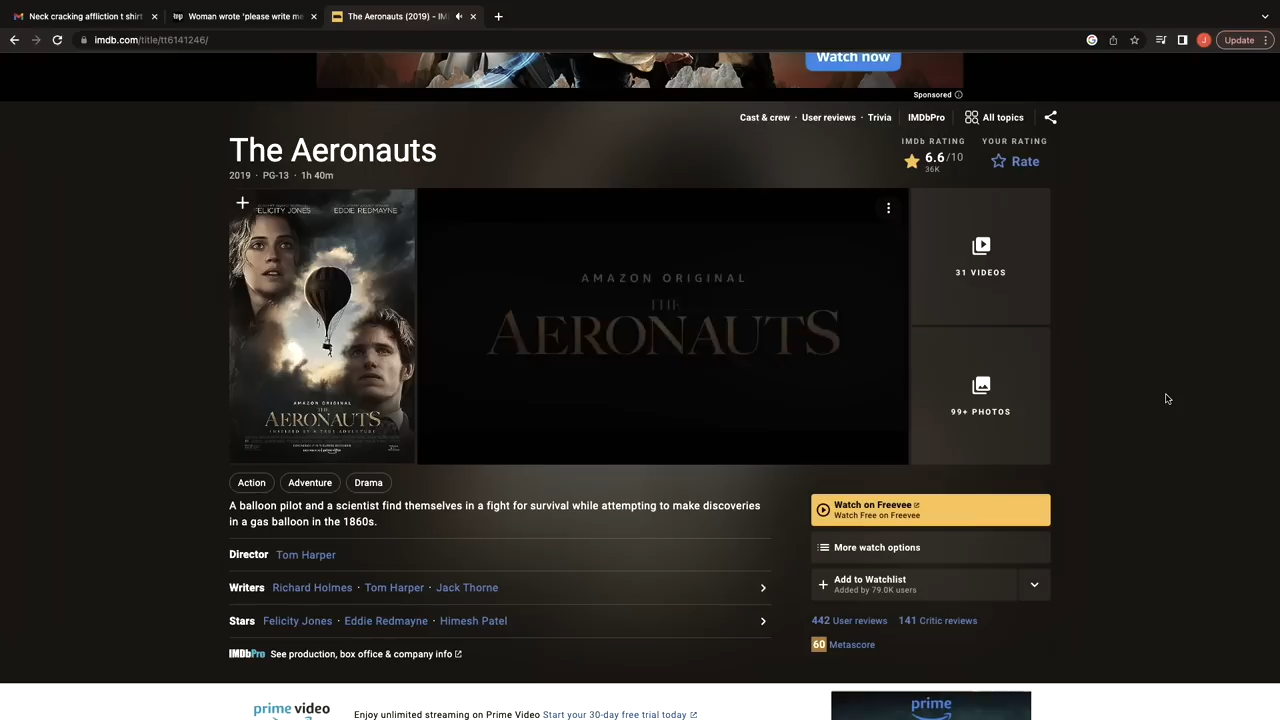 Neck cracking affliction t shirt
Woman wrote 'please write me
The Aeronauts (2019) - IM
imdb.com/title/tt6141246/
J
Update
Watch now
Sponsored
Cast & crew · User reviews · Trivia
IMDbPro
All topics
The Aeronauts
IMDb RATING
YOUR RATING
2019 · PG-13 · 1h 40m
6.6/10
36K
Rate
FELICITY JONES
EDDIE REDMAYNE
AMAZON ORIGINAL
THE
AERONAUTS
AMAZON ORIGINAL
THE
AERONAUTS
31 VIDEOS
99+ PHOTOS
Action
Adventure
Drama
A balloon pilot and a scientist find themselves in a fight for survival while attempting to make discoveries
in a gas balloon in the 1860s.
Director Tom Harper
Writers Richard Holmes · Tom Harper · Jack Thorne
Stars Felicity Jones · Eddie Redmayne · Himesh Patel
IMDbPro See production, box office & company info
Watch on Freevee
Watch Free on Freevee
More watch options
Add to Watchlist
Added by 79.0K users
442 User reviews 141 Critic reviews
60 Metascore
prime video
Enjoy unlimited streaming on Prime Video Start your 30-day free trial today
prime